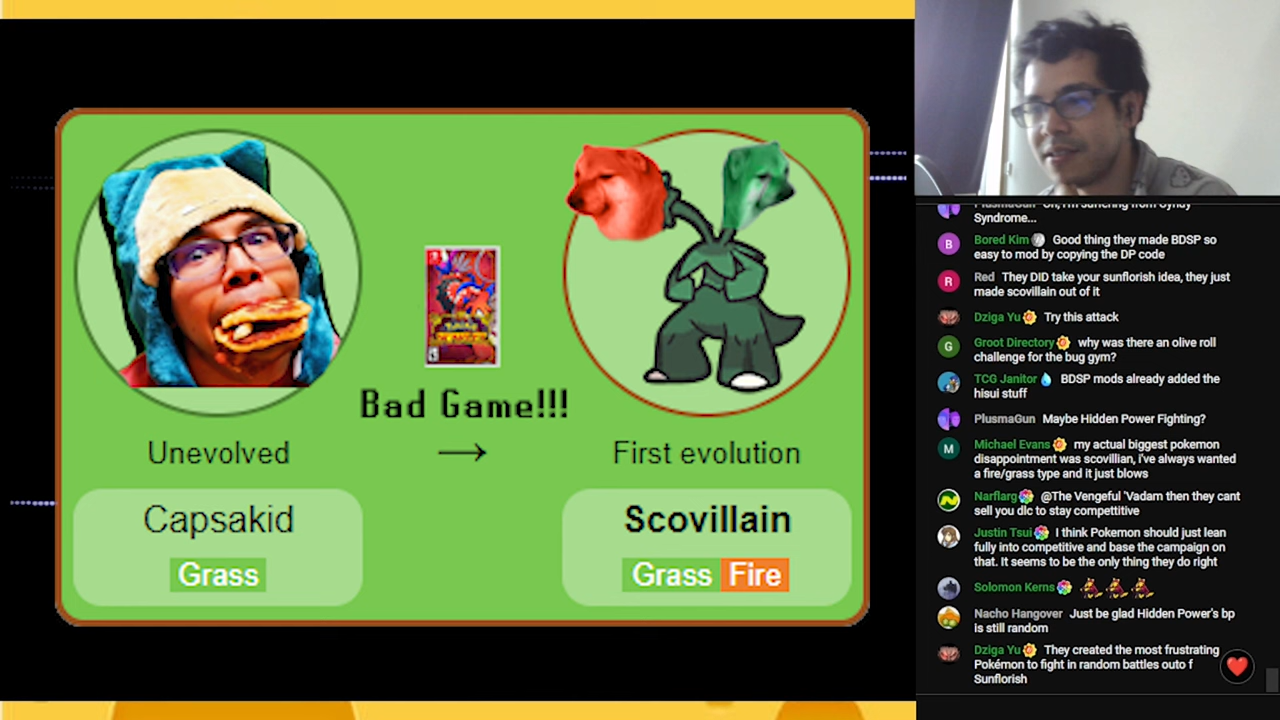 Bad Game!!!
Unevolved
→
First evolution
Capsakid
Scovillain
Grass
Grass Fire
Syndrome...
B
Bored Kim Good thing they made BDSP so
easy to mod by copying the DP code
R
Red They DID take your sunflorish idea, they just
made scovillain out of it
Dziga Yu Try this attack
G
Groot Directory why was there an olive roll
challenge for the bug gym?
TCG Janitor BDSP mods already added the
hisui stuff
PlusmaGun Maybe Hidden Power Fighting?
M
Michael Evans my actual biggest pokemon
disappointment was scovillian, i've always wanted
a fire/grass type and it just blows
Narflarg @The Vengeful 'Vadam then they cant
sell you dlc to stay compettitive
Justin Tsui I think Pokemon should just lean
fully into competitive and base the campaign on
that. It seems to be the only thing they do right
Solomon Kerns
Nacho Hangover Just be glad Hidden Power's bp
is still random
Dziga Yu They created the most frustrating
Pokémon to fight in random battles outo f
Sunflorish